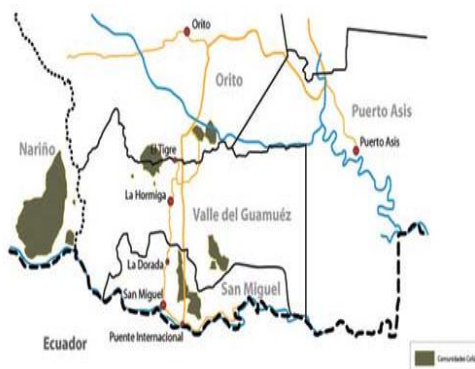 Orito
Orito
Puerto Asis
Puerto Asis
Nariño
El Tigre
La Hormiga
Valle del Guamuéz
La Dorada
San Miguel
San Miguel
Puente Internacional
Ecuador
Comunidades